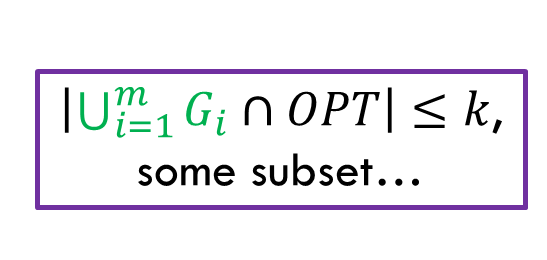 |⋃ᵢ₌₁ᵐ Gᵢ ∩ OPT| ≤ k,
some subset…